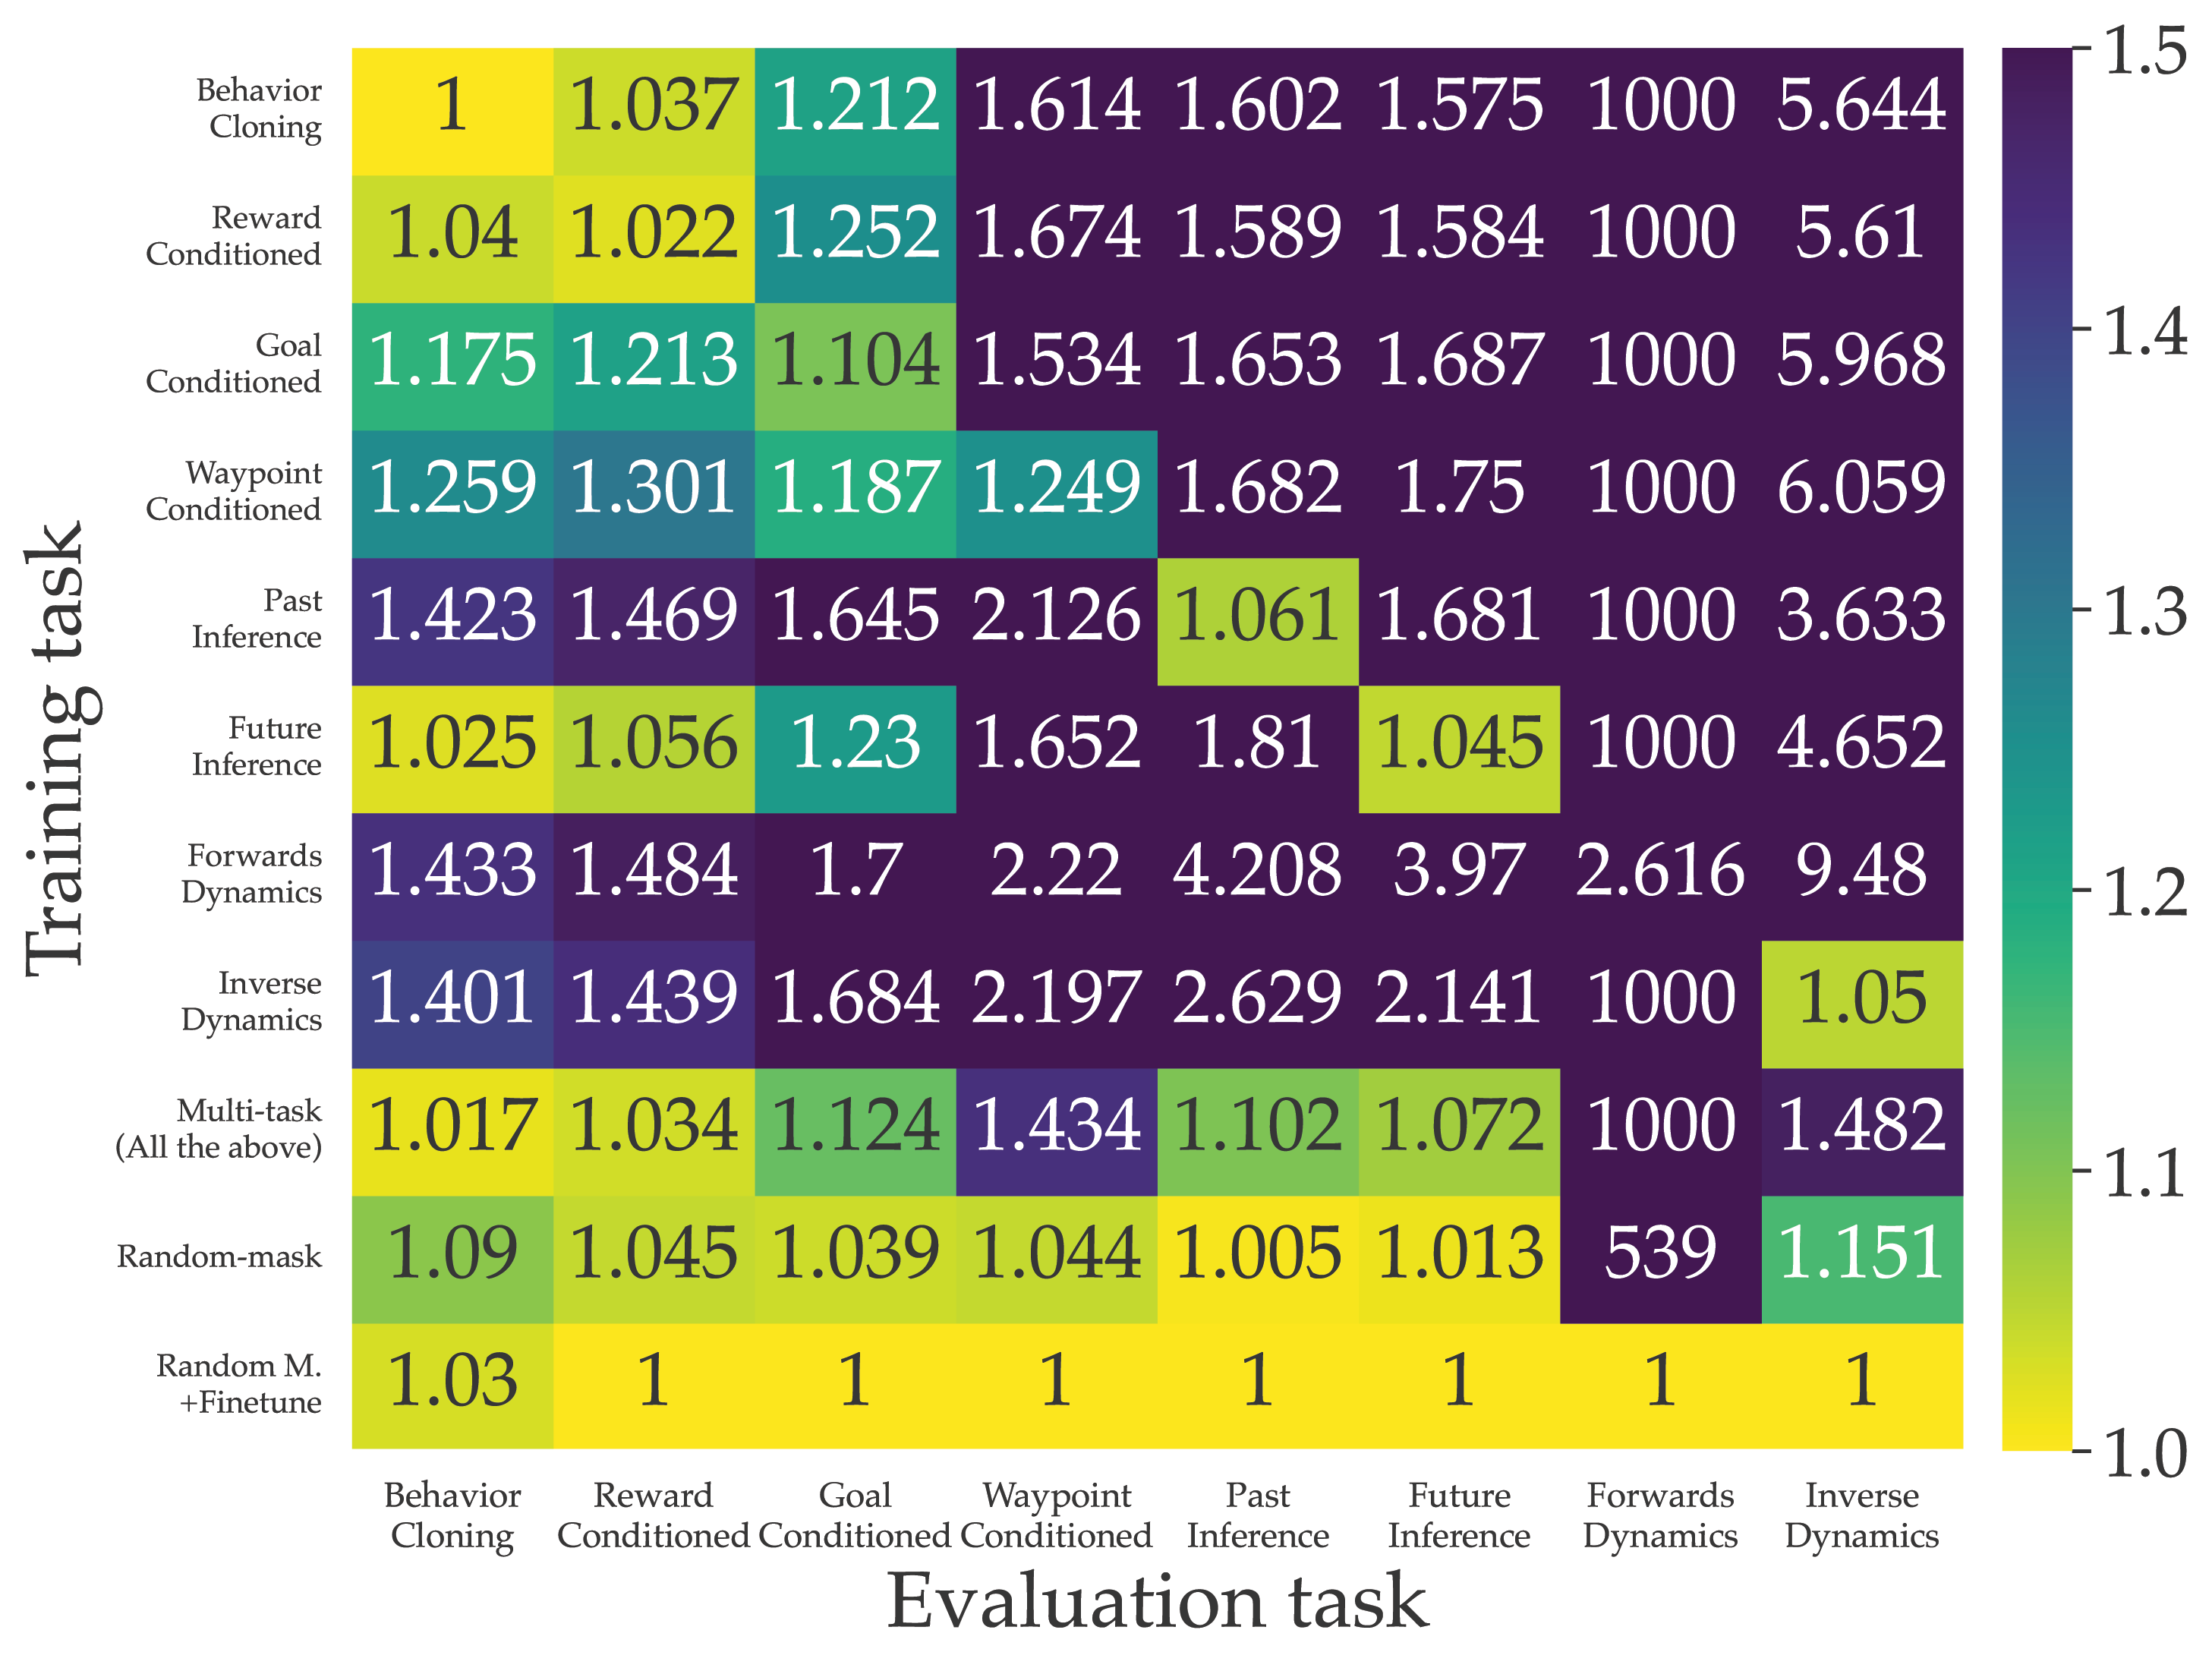 Behavior
Cloning
1
1.037
1.212
1.614
1.602
1.575
1000
5.644
Reward
Conditioned
1.04
1.022
1.252
1.674
1.589
1.584
1000
5.61
Goal
Conditioned
1.175
1.213
1.104
1.534
1.653
1.687
1000
5.968
Waypoint
Conditioned
1.259
1.301
1.187
1.249
1.682
1.75
1000
6.059
Past
Inference
1.423
1.469
1.645
2.126
1.061
1.681
1000
3.633
Future
Inference
1.025
1.056
1.23
1.652
1.81
1.045
1000
4.652
Forwards
Dynamics
1.433
1.484
1.7
2.22
4.208
3.97
2.616
9.48
Inverse
Dynamics
1.401
1.439
1.684
2.197
2.629
2.141
1000
1.05
Multi-task
(All the above)
1.017
1.034
1.124
1.434
1.102
1.072
1000
1.482
Random-mask
1.09
1.045
1.039
1.044
1.005
1.013
539
1.151
Random M.
+Finetune
1.03
1
1
1
1
1
1
1
Training task
Behavior
Cloning
Reward
Conditioned
Goal
Conditioned
Waypoint
Conditioned
Past
Inference
Future
Inference
Forwards
Dynamics
Inverse
Dynamics
Evaluation task
1.5
1.4
1.3
1.2
1.1
1.0